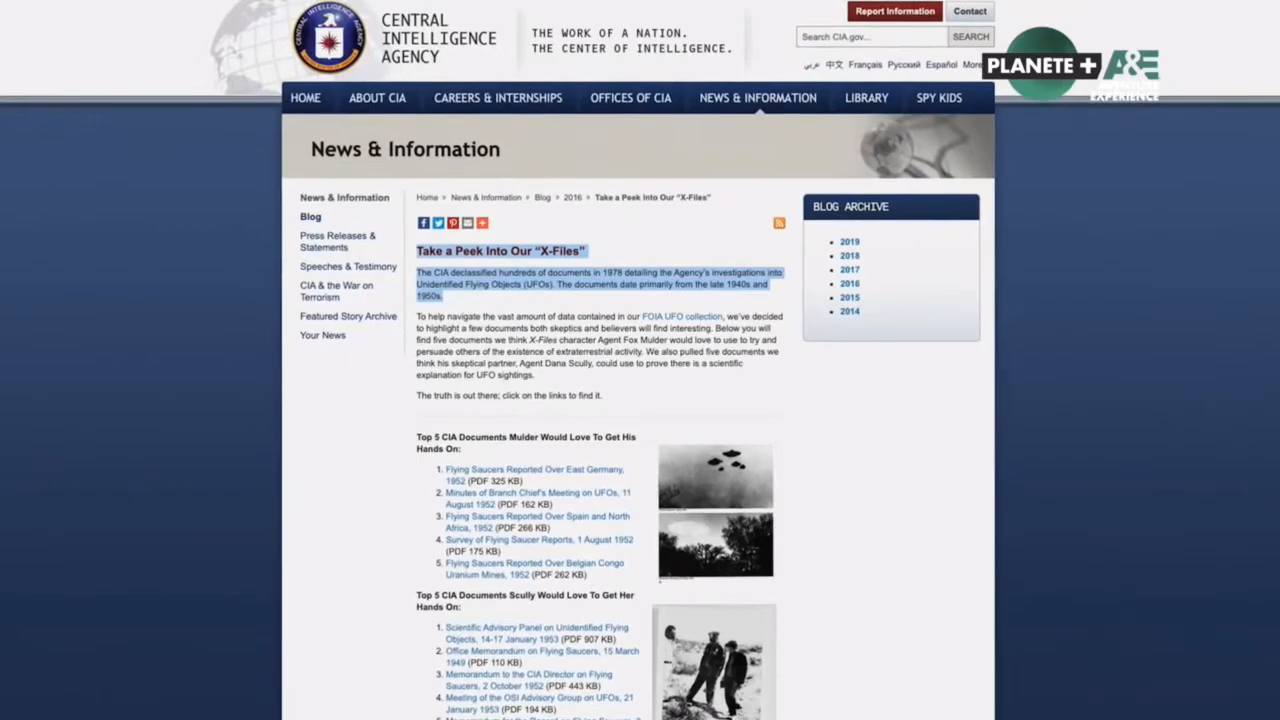 Report Information
Contact
CENTRAL
INTELLIGENCE
AGENCY
THE WORK OF A NATION.
THE CENTER OF INTELLIGENCE.
Search CIA.gov...
SEARCH
عربي 中文 Français Русский Español More
PLANETE+ A&E
HOME ABOUT CIA CAREERS & INTERNSHIPS OFFICES OF CIA NEWS & INFORMATION LIBRARY SPY KIDS
News & Information
News & Information
Blog
Press Releases &
Statements
Speeches & Testimony
CIA & the War on
Terrorism
Featured Story Archive
Your News
Home News & Information Blog 2016 Take a Peek Into Our “X-Files”
Take a Peek Into Our “X-Files”
The CIA declassified hundreds of documents in 1978 detailing the Agency’s investigations into
Unidentified Flying Objects (UFOs). The documents date primarily from the late 1940s and
1950s.
To help navigate the vast amount of data contained in our FOIA UFO collection, we’ve decided
to highlight a few documents both skeptics and believers will find interesting. Below you will
find five documents we think X-Files character Agent Fox Mulder would love to use to try and
persuade others of the existence of extraterrestrial activity. We also pulled five documents we
think his skeptical partner, Agent Dana Scully, could use to prove there is a scientific
explanation for UFO sightings.
The truth is out there; click on the links to find it.
Top 5 CIA Documents Mulder Would Love To Get His
Hands On:
1. Flying Saucers Reported Over East Germany,
1952 (PDF 325 KB)
2. Minutes of Branch Chief’s Meeting on UFOs, 11
August 1952 (PDF 162 KB)
3. Flying Saucers Reported Over Spain and North
Africa, 1952 (PDF 266 KB)
4. Survey of Flying Saucer Reports, 1 August 1952
(PDF 175 KB)
5. Flying Saucers Reported Over Belgian Congo
Uranium Mines, 1952 (PDF 262 KB)
Top 5 CIA Documents Scully Would Love To Get Her
Hands On:
1. Scientific Advisory Panel on Unidentified Flying
Objects, 14-17 January 1953 (PDF 907 KB)
2. Office Memorandum on Flying Saucers, 15 March
1949 (PDF 110 KB)
3. Memorandum to the CIA Director on Flying
Saucers, 2 October 1952 (PDF 443 KB)
4. Meeting of the OSI Advisory Group on UFOs, 21
January 1953 (PDF 194 KB)
BLOG ARCHIVE
2019
2018
2017
2016
2015
2014